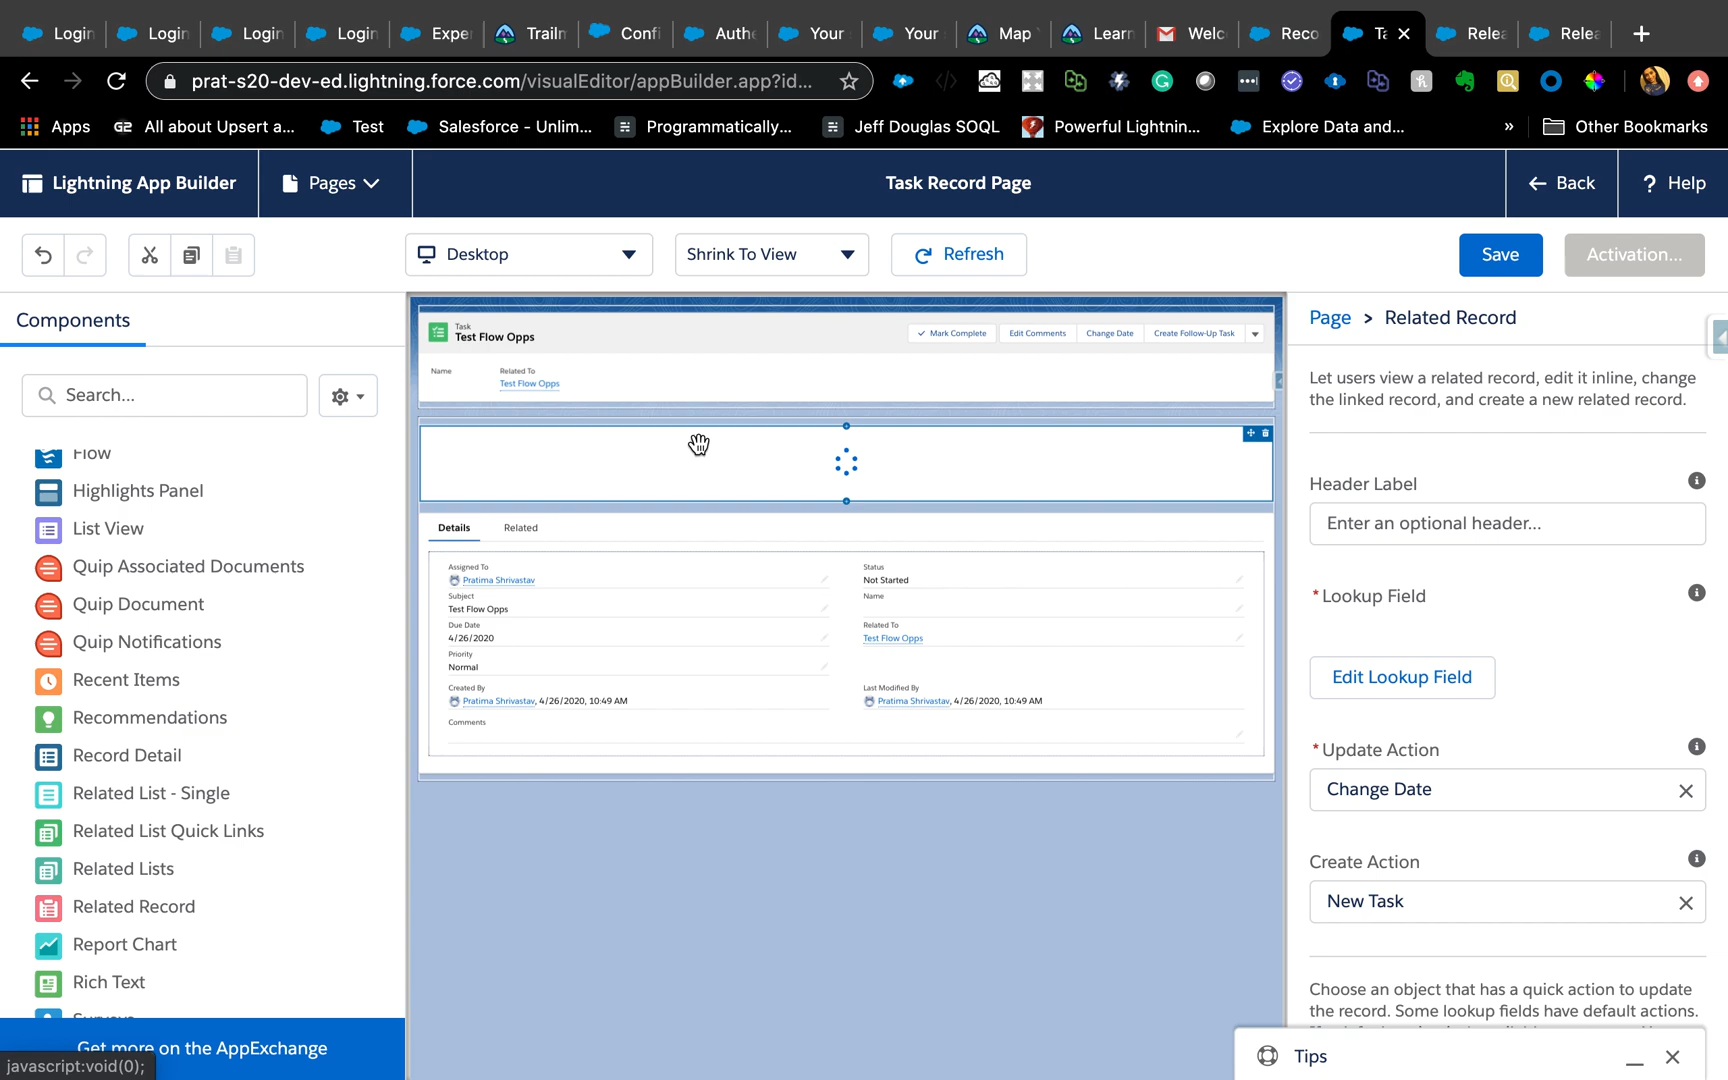 Login
Login
Login
Login
Exper
Trailh
Confi
Authe
Your
Your
Map
Learn
Welc
Reco
Ta
Relea
Relea
prat-s20-dev-ed.lightning.force.com/visualEditor/appBuilder.app?id...
Apps
All about Upsert a...
Test
Salesforce - Unlim...
Programmatically...
Jeff Douglas SOQL
Powerful Lightnin...
Explore Data and...
»
Other Bookmarks
Lightning App Builder
Pages
Task Record Page
Back
? Help
Desktop
Shrink To View
Refresh
Save
Activation...
Components
Search...
Flow
Highlights Panel
List View
Quip Associated Documents
Quip Document
Quip Notifications
Recent Items
Recommendations
Record Detail
Related List - Single
Related List Quick Links
Related Lists
Related Record
Report Chart
Rich Text
Get more on the AppExchange
javascript:void(0);
Task
Test Flow Opps
Mark Complete
Edit Comments
Change Date
Create Follow-Up Task
Name
Related To
Test Flow Opps
Details
Related
Assigned To
Pratima Shrivastav
Status
Not Started
Subject
Test Flow Opps
Name
Due Date
4/26/2020
Related To
Test Flow Opps
Priority
Normal
Created By
Pratima Shrivastav, 4/26/2020, 10:49 AM
Last Modified By
Pratima Shrivastav, 4/26/2020, 10:49 AM
Comments
Page > Related Record
Let users view a related record, edit it inline, change
the linked record, and create a new related record.
Header Label
Enter an optional header...
* Lookup Field
Edit Lookup Field
* Update Action
Change Date
Create Action
New Task
Choose an object that has a quick action to update
the record. Some lookup fields have default actions.
Tips